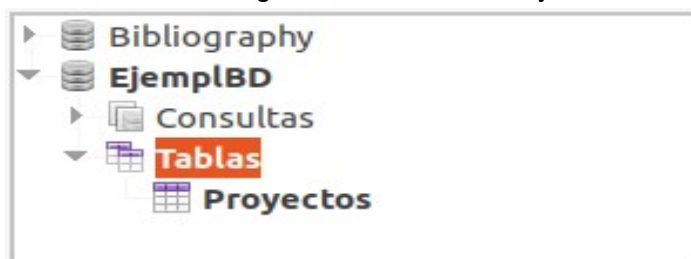 Bibliography
EjemplBD
Consultas
Tablas
Proyectos